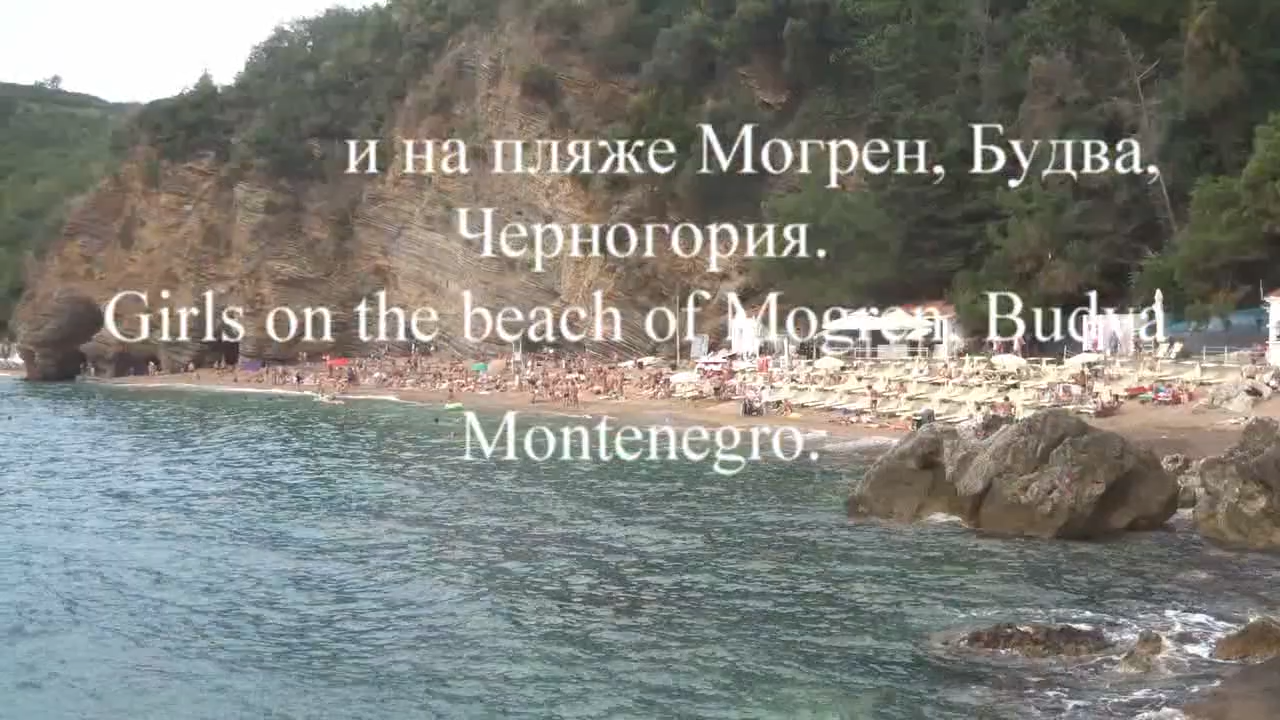 и на пляже Могрен, Будва,
Черногория.
Girls on the beach of Mogren Budva
Montenegro.